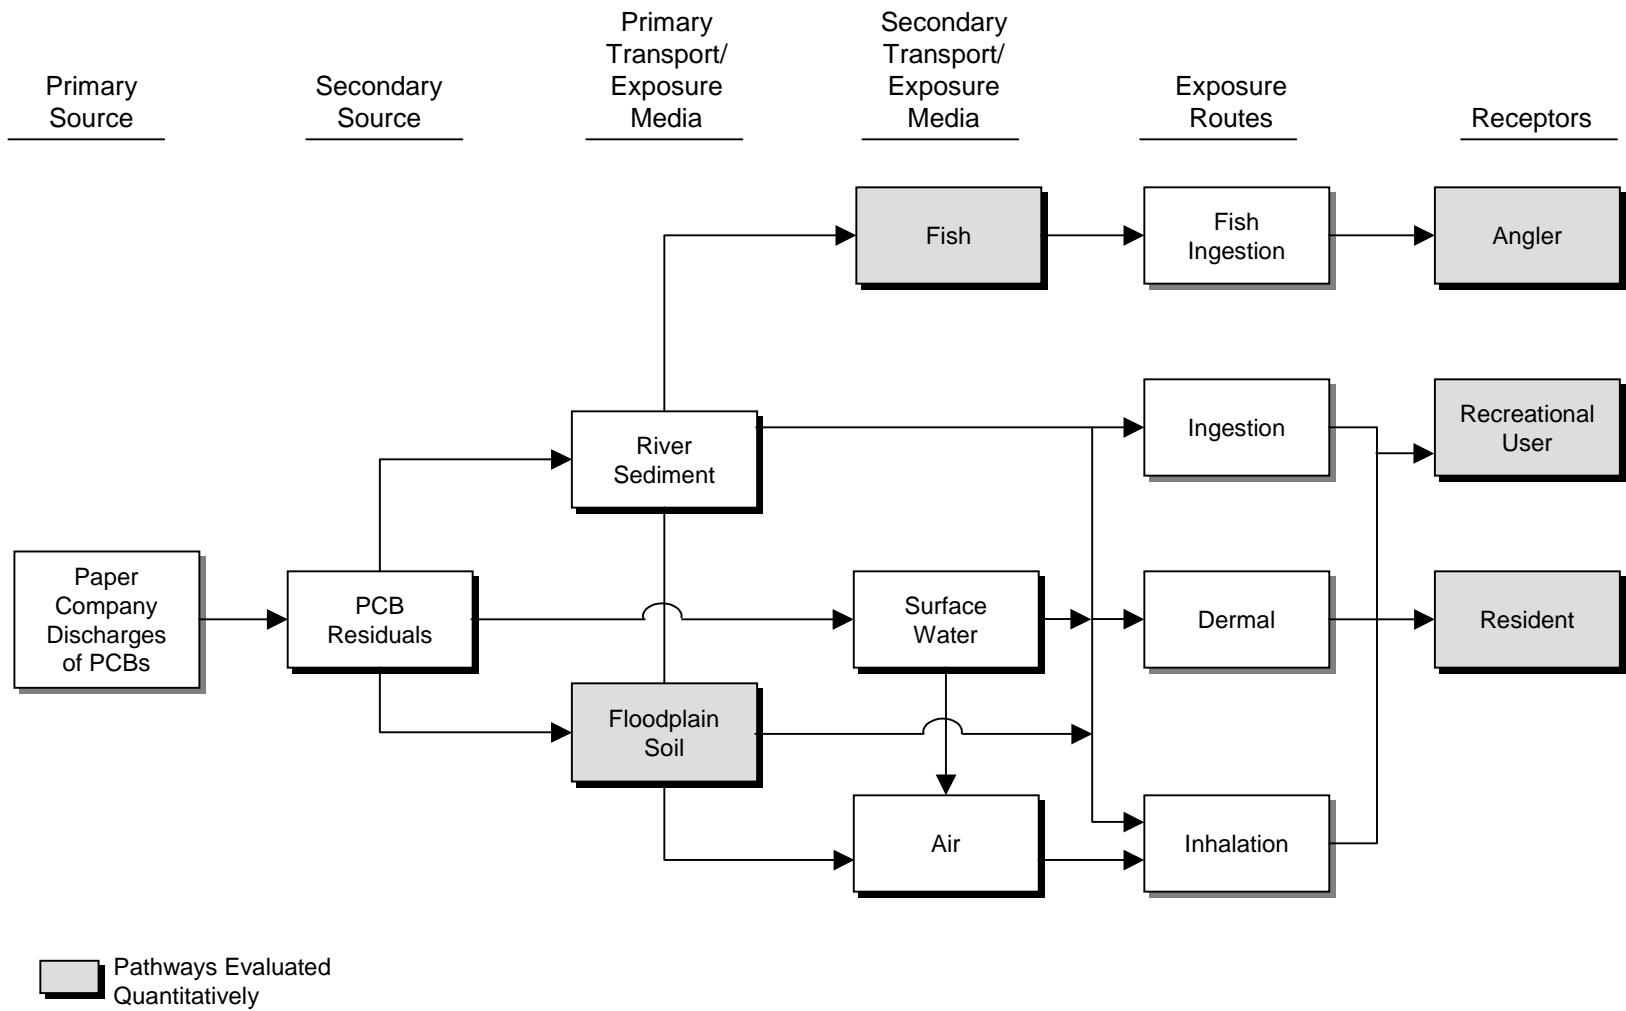 Primary
Source
Secondary
Source
Primary
Transport/
Exposure
Media
Secondary
Transport/
Exposure
Media
Exposure
Routes
Receptors
Fish
Fish
Ingestion
Angler
River
Sediment
Ingestion
Recreational
User
Paper
Company
Discharges
of PCBs
PCB
Residuals
Surface
Water
Dermal
Resident
Floodplain
Soil
Air
Inhalation
Pathways Evaluated
Quantitatively